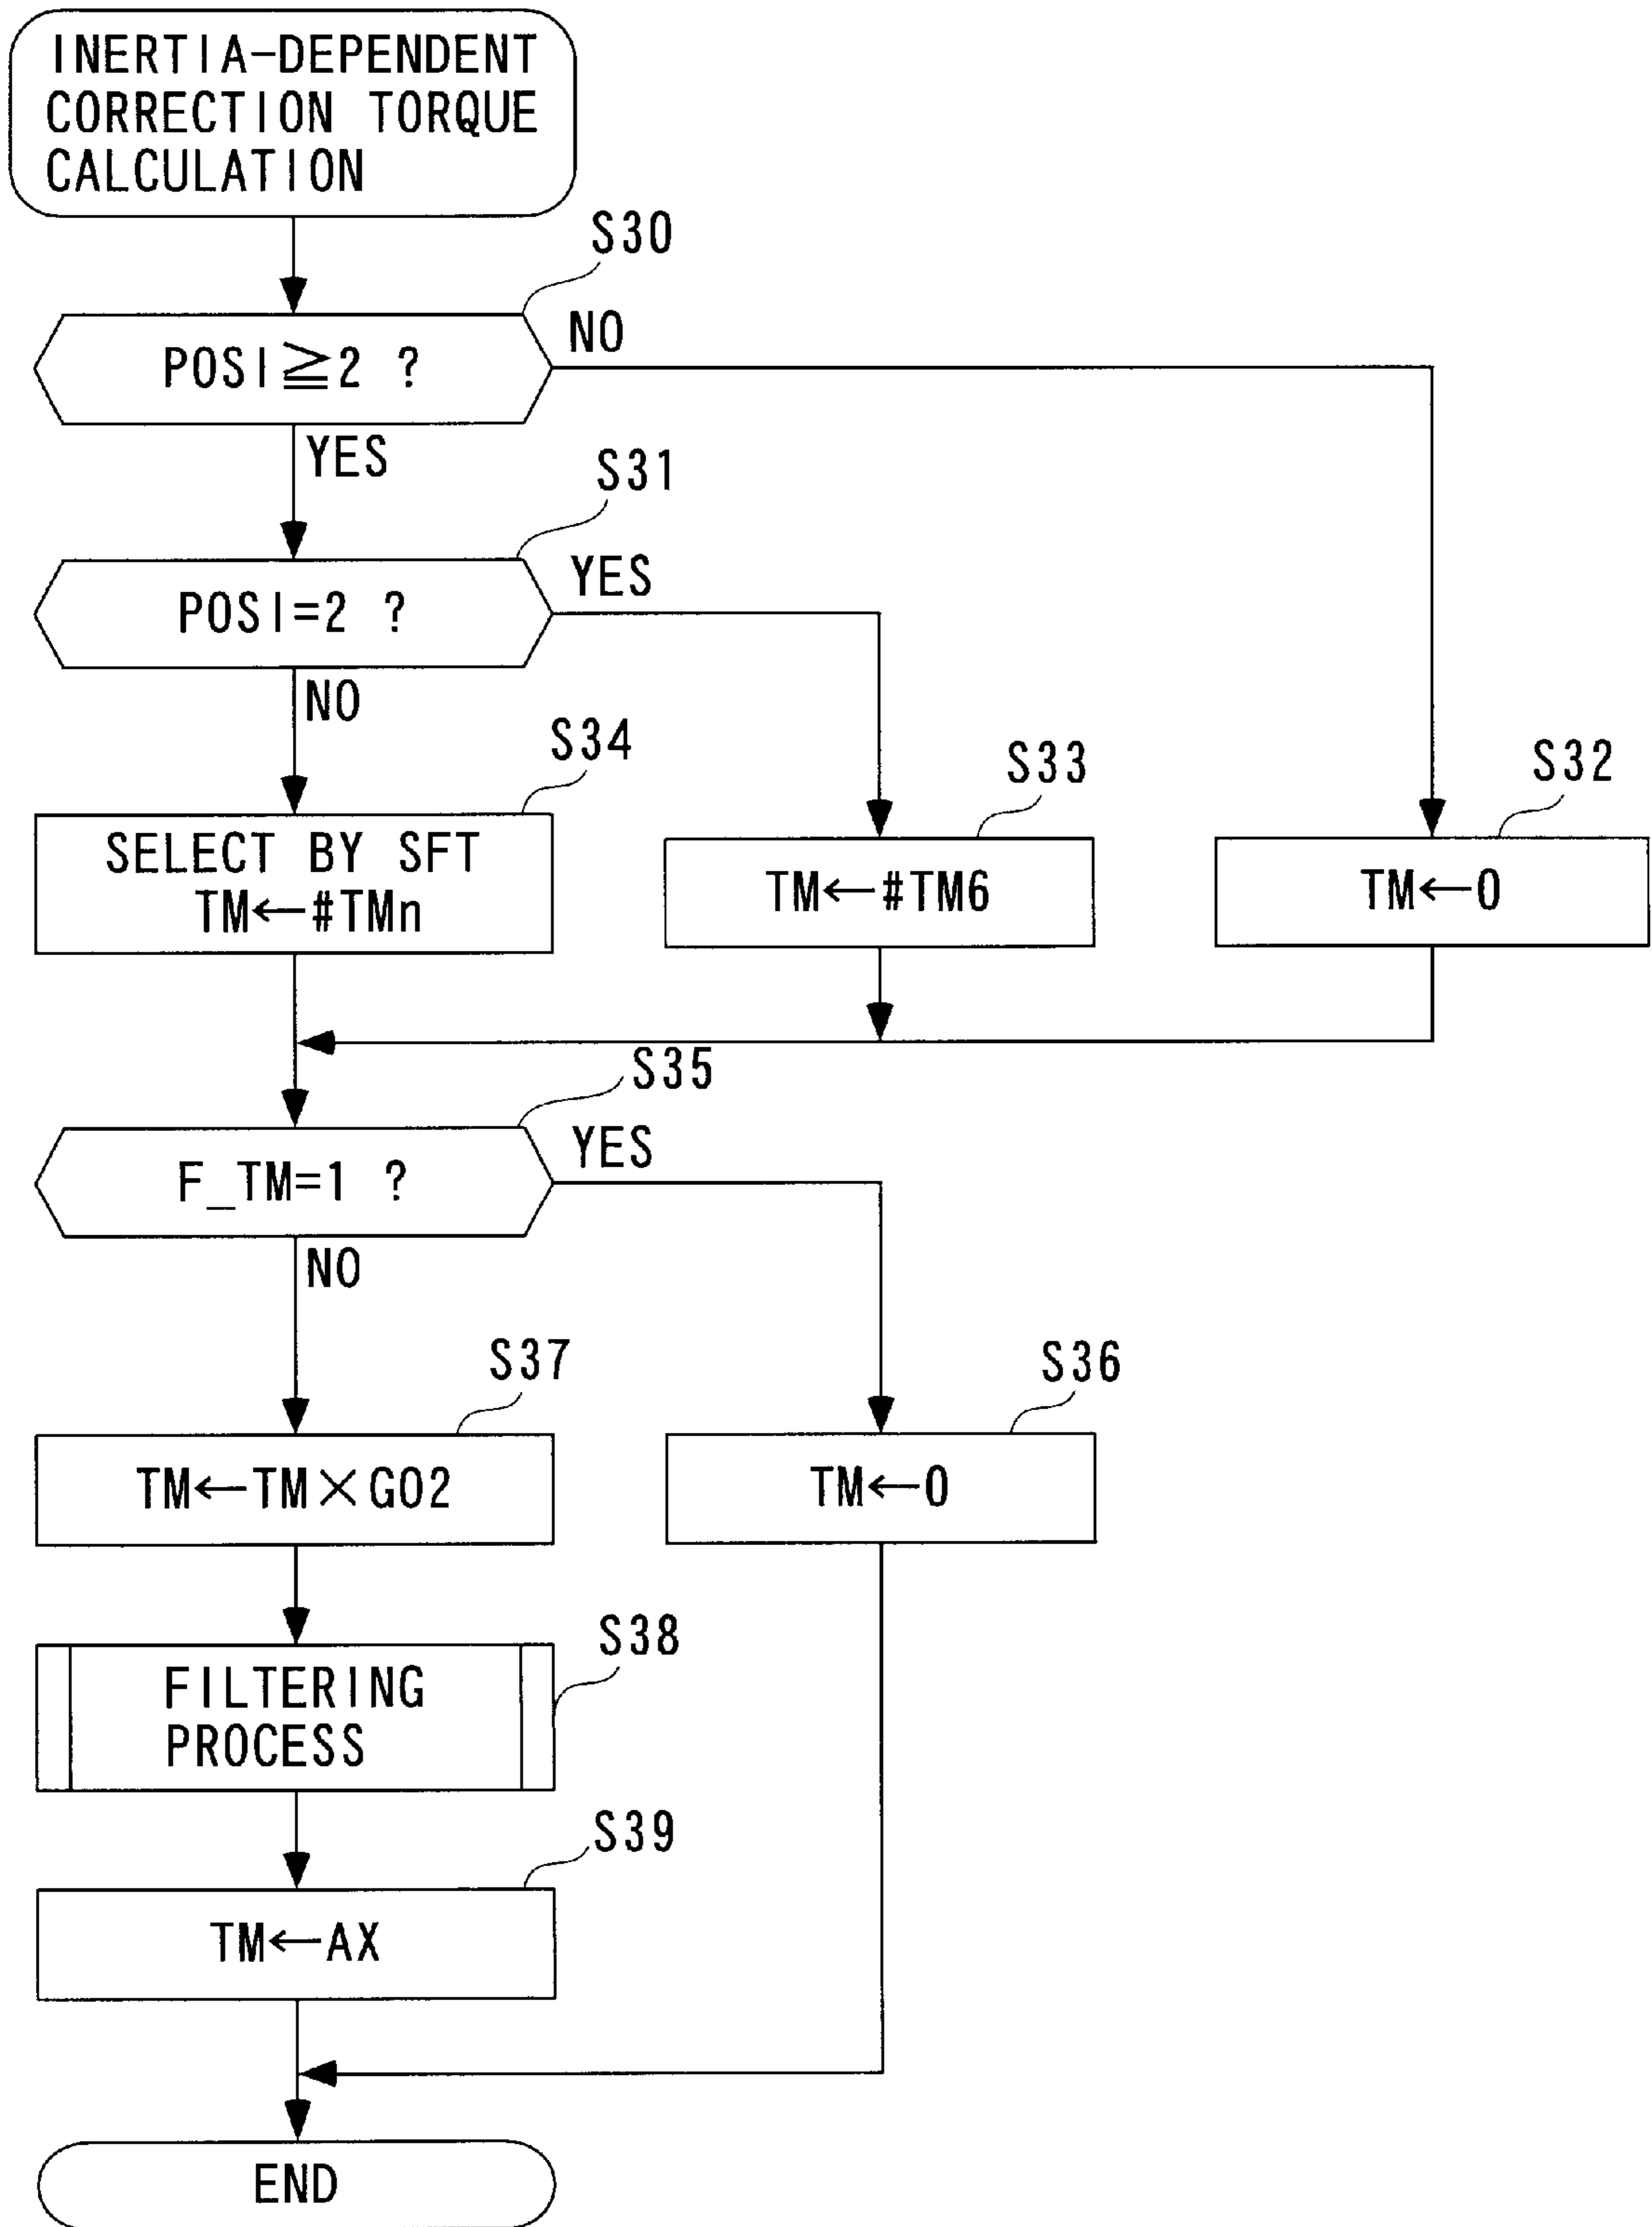 INERTIA-DEPENDENT
CORRECTION TORQUE
CALCULATION
S30
POSI≧2 ?
NO
YES
S31
POSI=2 ?
YES
NO
S34
SELECT BY SFT
TM←#TMn
S33
TM←#TM6
S32
TM←0
S35
F_TM=1 ?
YES
NO
S37
TM←TM×GO2
S36
TM←0
S38
FILTERING
PROCESS
S39
TM←AX
END